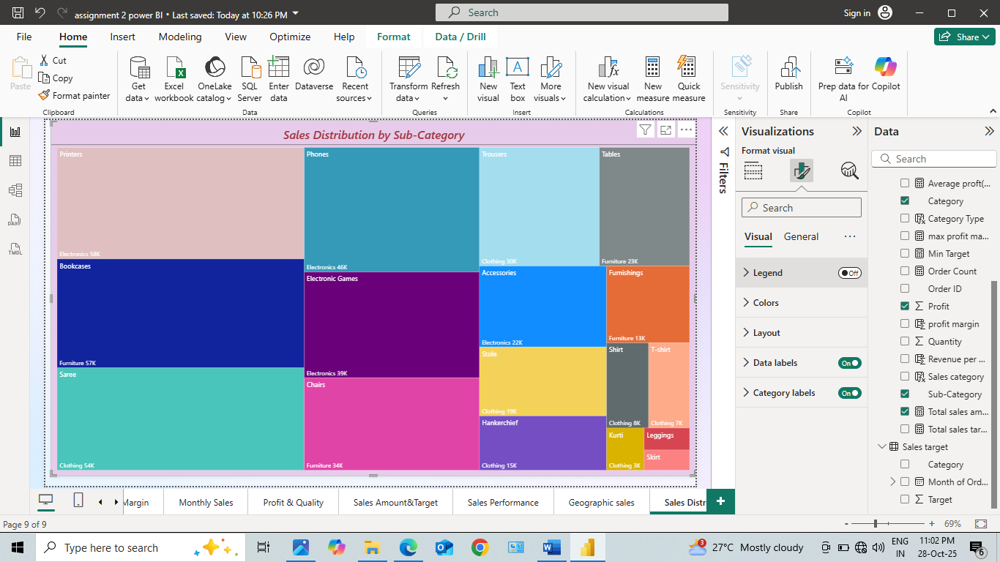 assignment 2 power BI • Last saved: Today at 10:26 PM
Search
Sign in
File Home Insert Modeling View Optimize Help Format Data / Drill
Share
Paste
Cut
Copy
Format painter
Get data
Excel workbook
OneLake catalog
SQL Server
Enter data
Dataverse
Recent sources
Transform data
Refresh
New visual
Text box
More visuals
New visual calculation
New measure
Quick measure
Sensitivity
Publish
Prep data for AI
Copilot
Clipboard
Data
Queries
Insert
Calculations
Sensitivity
Share
Copilot
DAX
TMDL
Sales Distribution by Sub-Category
Printers
Electronics 58K
Bookcases
Furniture 57K
Saree
Clothing 54K
Phones
Electronics 46K
Electronic Games
Electronics 39K
Chairs
Furniture 34K
Trousers
Clothing 30K
Tables
Furniture 23K
Accessories
Electronics 22K
Furnishings
Furniture 13K
Stole
Clothing 19K
Hankerchief
Clothing 15K
Shirt
Clothing 8K
T-shirt
Clothing 7K
Kurti
Clothing 3K
Leggings
Skirt
Filters
Visualizations
Format visual
Search
Visual General
Legend Off
Colors
Layout
Data labels On
Category labels On
Data
Search
Average proft(...
Category
Category Type
max profit ma...
Min Target
Order Count
Order ID
Profit
profit margin
Quantity
Revenue per ...
Sales category
Sub-Category
Total sales am...
Total sales tar...
Sales target
Category
Month of Ord...
Target
Margin
Monthly Sales
Profit & Quality
Sales Amount&Target
Sales Performance
Geographic sales
Sales Distr
Page 9 of 9
69%
Type here to search
3
27°C Mostly cloudy
ENG
IN
11:02 PM
28-Oct-25
6